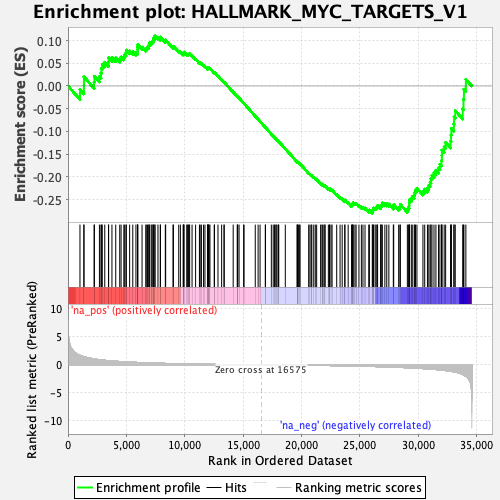 Enrichment plot: HALLMARK_MYC_TARGETS_V1
Enrichment score (ES)
0.10
0.05
0.00
-0.05
-0.10
-0.15
-0.20
-0.25
Ranked list metric (PreRanked)
10
5
0
-5
-10
'na_pos' (positively correlated)
Zero cross at 16575
'na_neg' (negatively correlated)
0
5,000
10,000
15,000
20,000
25,000
30,000
35,000
Rank in Ordered Dataset
Enrichment profile
Hits
Ranking metric scores